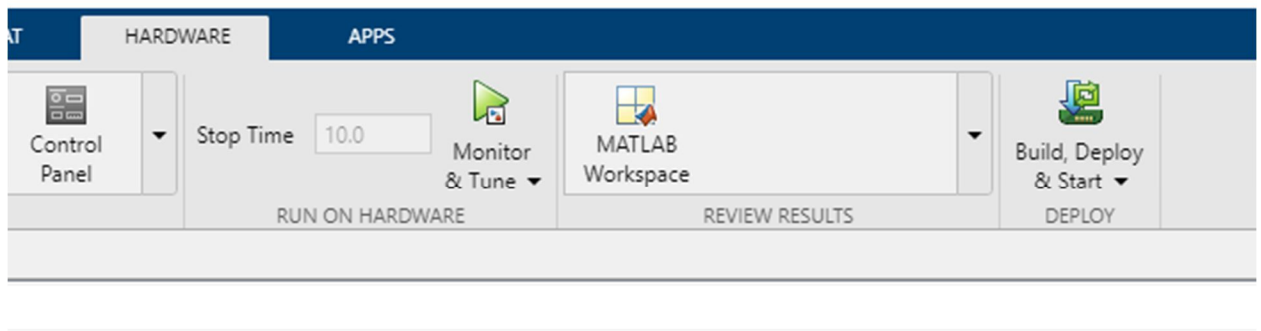 AT HARDWARE APPS
Control
Panel
Stop Time 10.0
Monitor
& Tune
RUN ON HARDWARE
MATLAB
Workspace
REVIEW RESULTS
Build, Deploy
& Start
DEPLOY